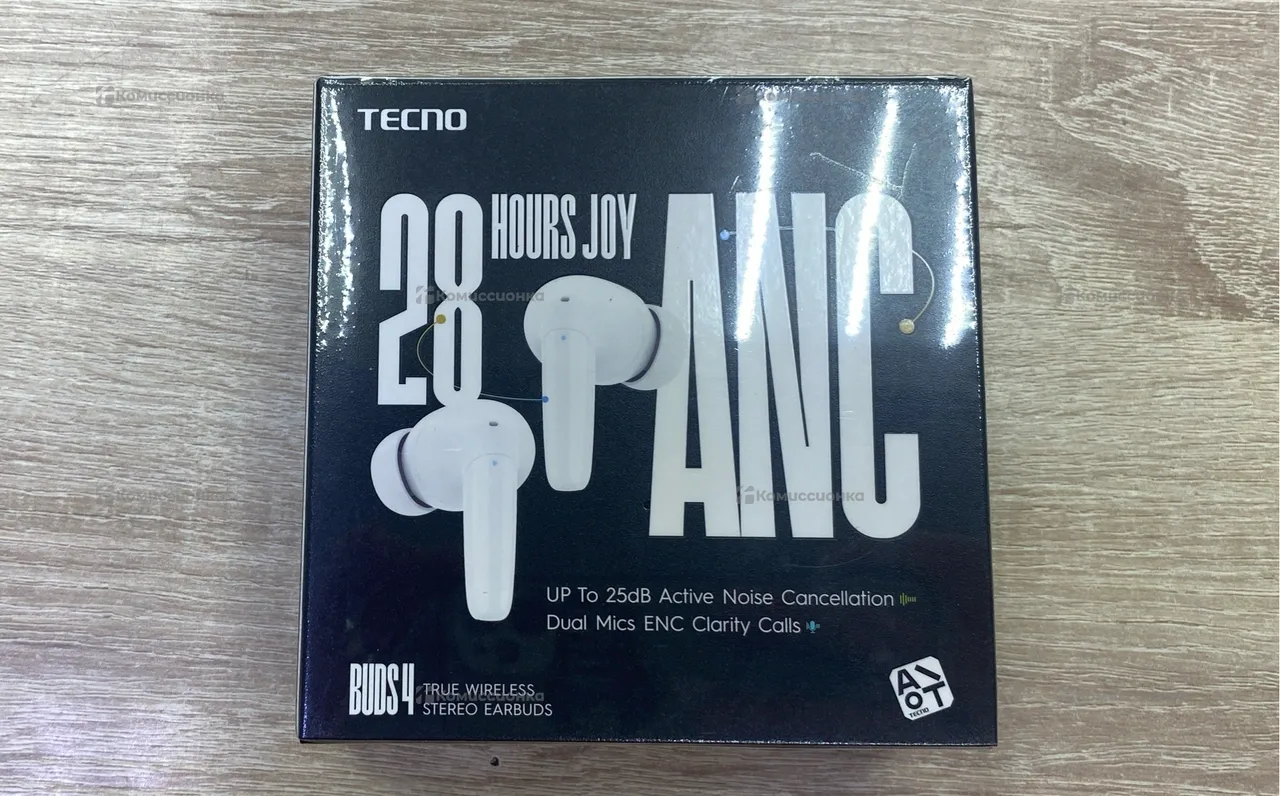 TECNO
28 HOURS JOY
ANC
UP To 25dB Active Noise Cancellation
Dual Mics ENC Clarity Calls
BUDS 4
TRUE WIRELESS
STEREO EARBUDS
AIoT
TECNO
Комиссионка
Комиссионка
Комиссионка
Комиссионка
Комиссионка